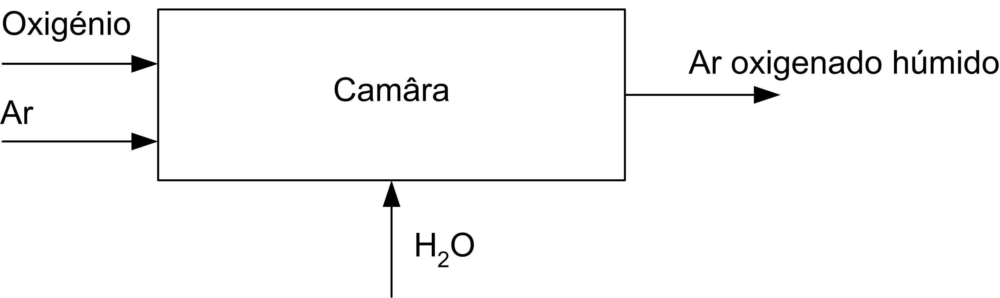 Oxigénio
Ar
Camâra
Ar oxigenado húmido
H₂O